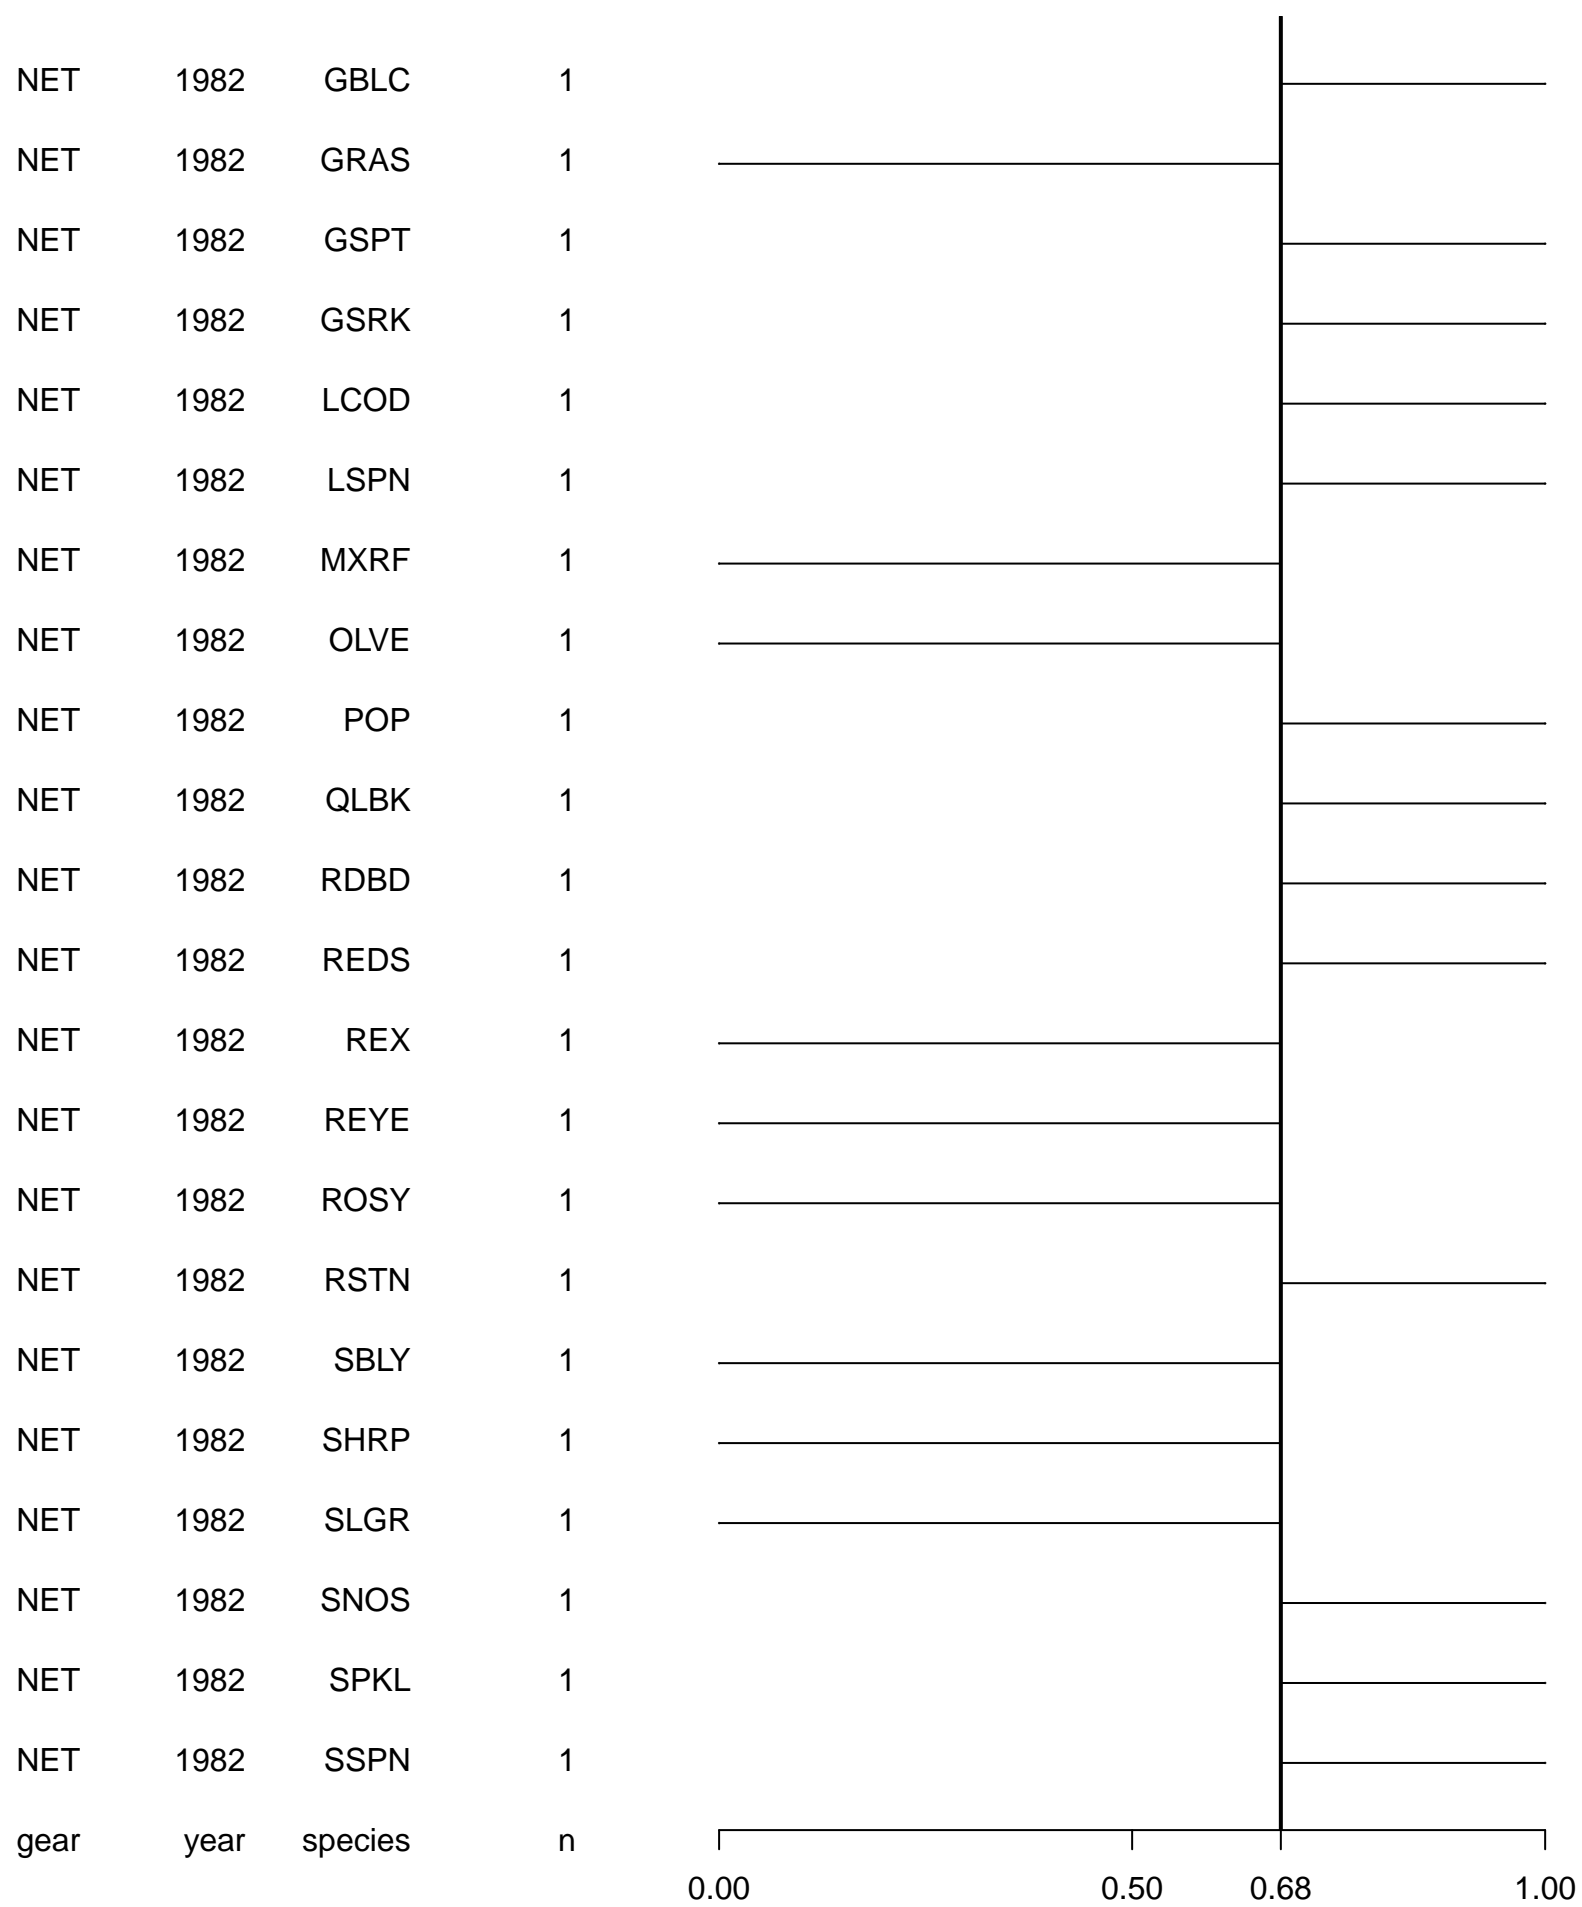 NET 1982 GBLC 1
NET 1982 GRAS 1
NET 1982 GSPT 1
NET 1982 GSRK 1
NET 1982 LCOD 1
NET 1982 LSPN 1
NET 1982 MXRF 1
NET 1982 OLVE 1
NET 1982 POP 1
NET 1982 QLBK 1
NET 1982 RDBD 1
NET 1982 REDS 1
NET 1982 REX 1
NET 1982 REYE 1
NET 1982 ROSY 1
NET 1982 RSTN 1
NET 1982 SBLY 1
NET 1982 SHRP 1
NET 1982 SLGR 1
NET 1982 SNOS 1
NET 1982 SPKL 1
NET 1982 SSPN 1
gear year species n
0.00 0.50 0.68 1.00